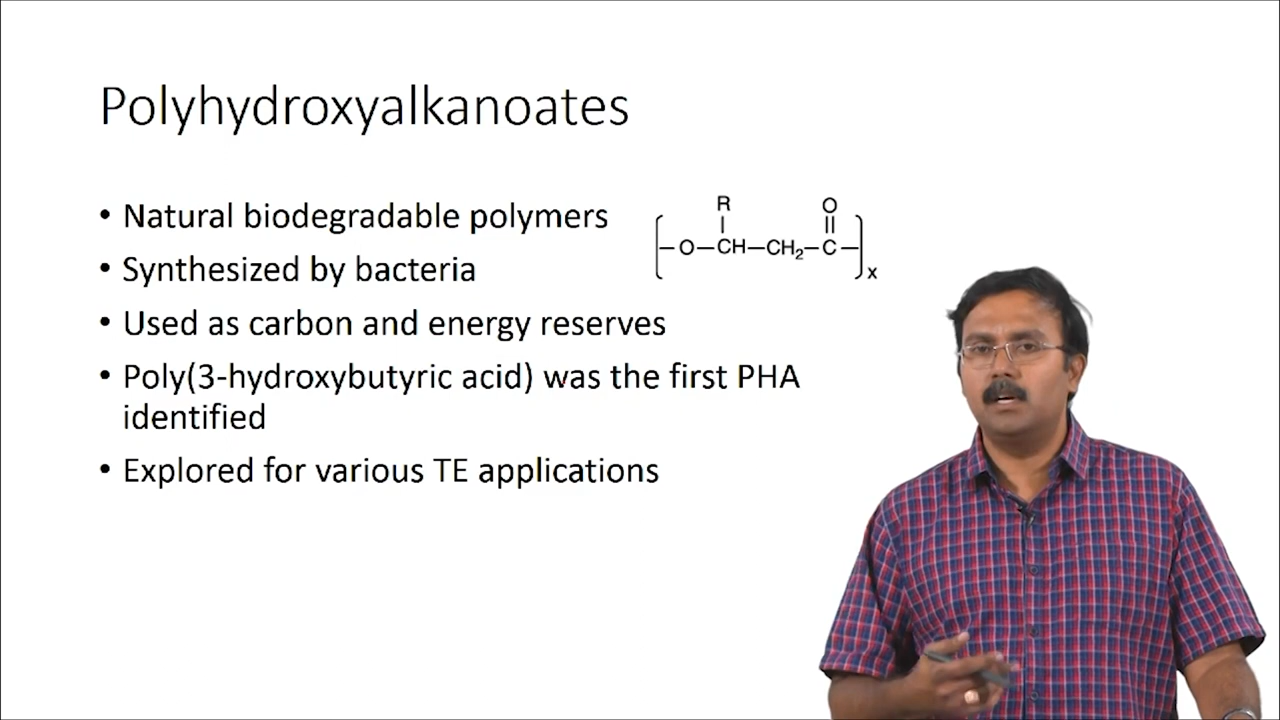 Polyhydroxyalkanoates
• Natural biodegradable polymers
• Synthesized by bacteria
• Used as carbon and energy reserves
• Poly(3-hydroxybutyric acid) was the first PHA
identified
• Explored for various TE applications
R O
O CH CH2 C
x